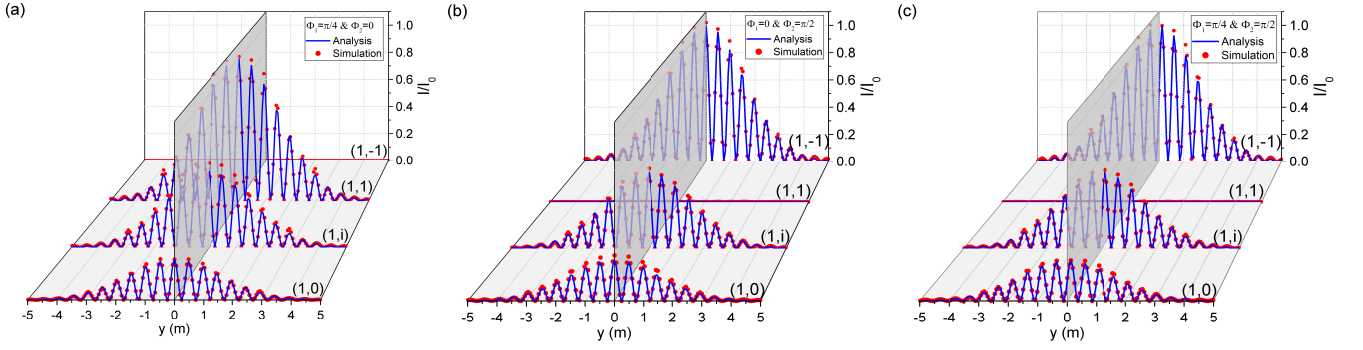 (a)
Φ1=π/4 & Φ2=0
Analysis
Simulation
1.0
0.8
0.6
0.4
0.2
0.0
I/I0
(1,-1)
(1,1)
(1,i)
(1,0)
-5 -4 -3 -2 -1 0 1 2 3 4 5
y (m)
(b)
Φ1=0 & Φ2=π/2
Analysis
Simulation
1.0
0.8
0.6
0.4
0.2
0.0
I/I0
(1,-1)
(1,1)
(1,i)
(1,0)
-5 -4 -3 -2 -1 0 1 2 3 4 5
y (m)
(c)
Φ1=π/4 & Φ2=π/2
Analysis
Simulation
1.0
0.8
0.6
0.4
0.2
0.0
I/I0
(1,-1)
(1,1)
(1,i)
(1,0)
-5 -4 -3 -2 -1 0 1 2 3 4 5
y (m)